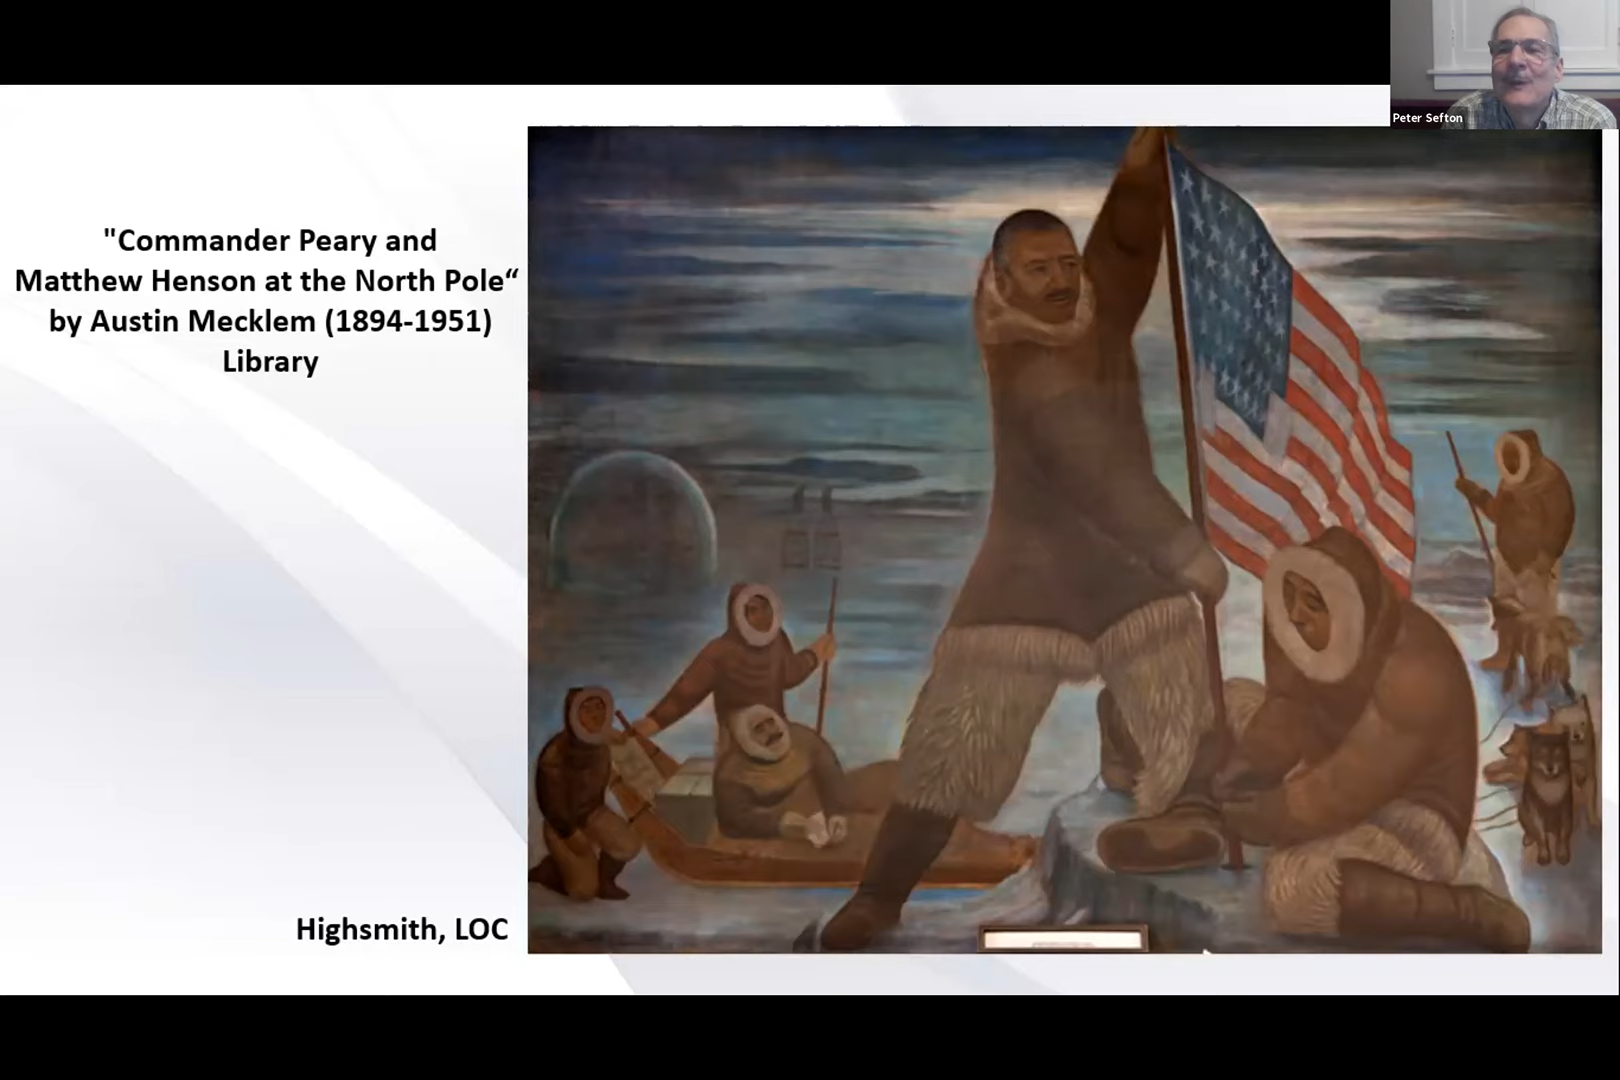 Peter Sefton
"Commander Peary and
Matthew Henson at the North Pole“
by Austin Mecklem (1894-1951)
Library
Highsmith, LOC